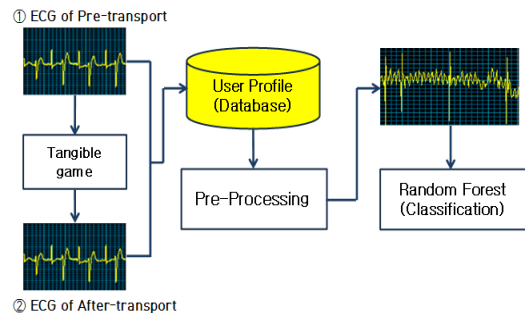 ① ECG of Pre-transport
Tangible
game
② ECG of After-transport
User Profile
(Database)
Pre-Processing
Random Forest
(Classification)